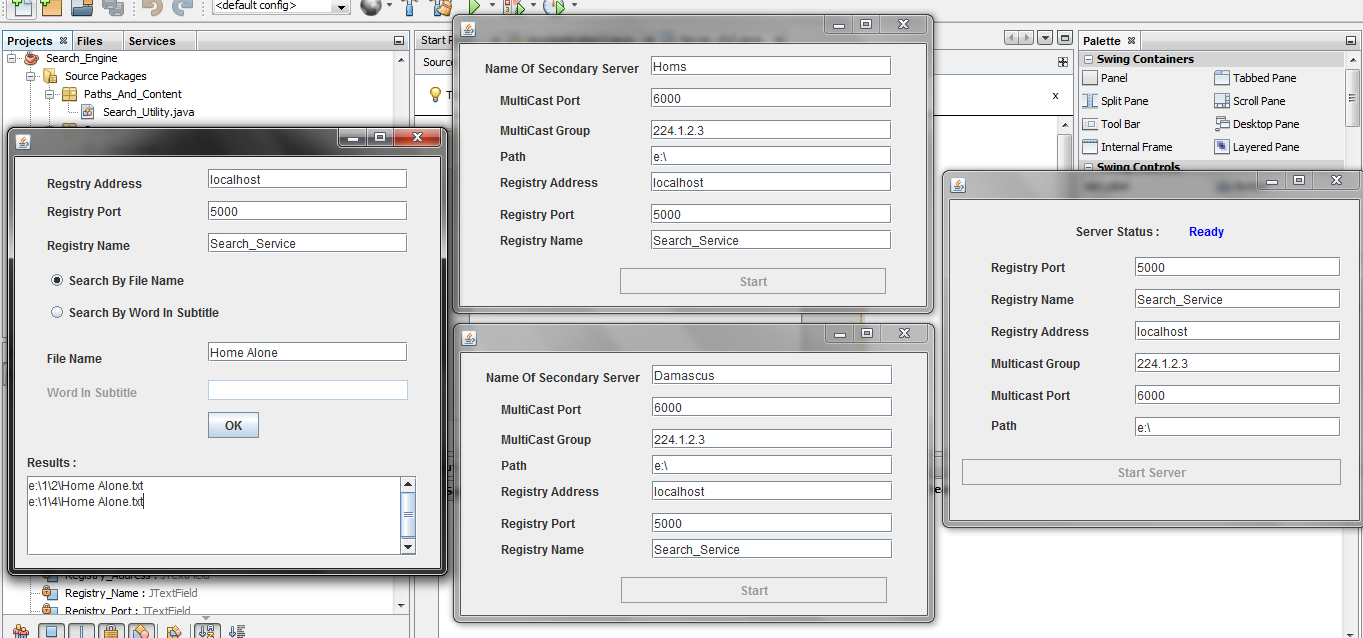 <default config>
Projects
Files
Services
Search_Engine
Source Packages
Paths_And_Content
Search_Utility.java
Start
Source
Regstry Address
localhost
Registry Port
5000
Registry Name
Search_Service
Search By File Name
Search By Word In Subtitle
File Name
Home Alone
Word In Subtitle
OK
Results :
e:\1\2\Home Alone.txt
e:\1\4\Home Alone.txt
Registry_Address : JTextField
Registry_Name : JTextField
Registry_Port : JTextField
Name Of Secondary Server
Homs
MultiCast Port
6000
MultiCast Group
224.1.2.3
Path
e:\
Registry Address
localhost
Registry Port
5000
Registry Name
Search_Service
Start
Name Of Secondary Server
Damascus
MultiCast Port
6000
MultiCast Group
224.1.2.3
Path
e:\
Registry Address
localhost
Registry Port
5000
Registry Name
Search_Service
Start
Palette
Swing Containers
Panel Tabbed Pane
Split Pane Scroll Pane
Tool Bar Desktop Pane
Internal Frame Layered Pane
Swing Controls
Server Status : Ready
Registry Port
5000
Registry Name
Search_Service
Registry Address
localhost
Multicast Group
224.1.2.3
Multicast Port
6000
Path
e:\
Start Server